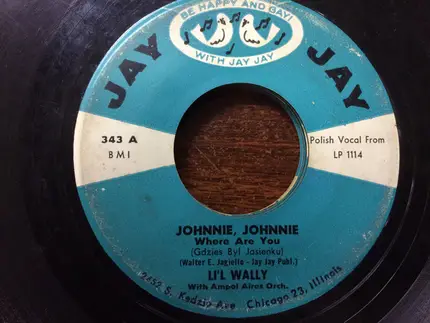 BE HAPPY AND GAY!
WITH JAY JAY
JAY JAY
343 A
BMI
Polish Vocal From
LP 1114
JOHNNIE, JOHNNIE
Where Are You
(Gdzies Byl Jasienku)
(Walter E. Jagiello - Jay Jay Publ.)
LI'L WALLY
With Ampol Aires Orch.
2452 S. Kedzie Ave Chicago 23, Illinois